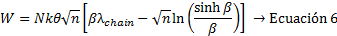 W = Nkθ√n [βλ_chain − √n ln (sinh β / β)] → Ecuación 6